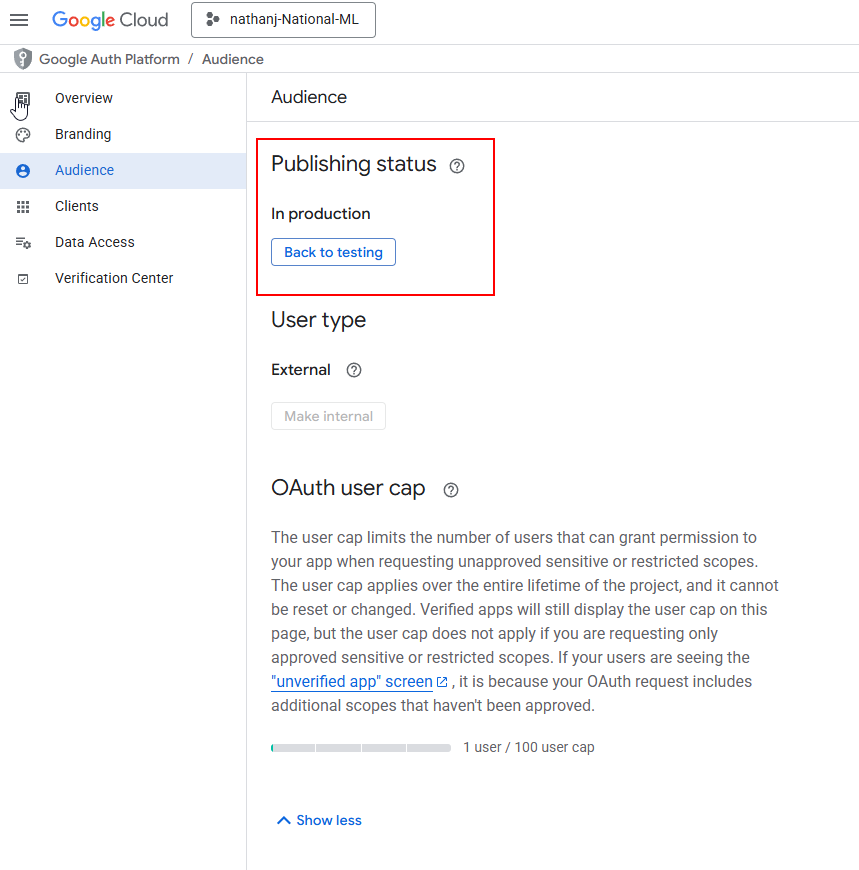 Google Cloud
nathanj-National-ML
Google Auth Platform / Audience
Overview
Branding
Audience
Clients
Data Access
Verification Center
Audience
Publishing status
In production
Back to testing
User type
External
Make internal
OAuth user cap
The user cap limits the number of users that can grant permission to
your app when requesting unapproved sensitive or restricted scopes.
The user cap applies over the entire lifetime of the project, and it cannot
be reset or changed. Verified apps will still display the user cap on this
page, but the user cap does not apply if you are requesting only
approved sensitive or restricted scopes. If your users are seeing the
"unverified app" screen , it is because your OAuth request includes
additional scopes that haven't been approved.
1 user / 100 user cap
Show less